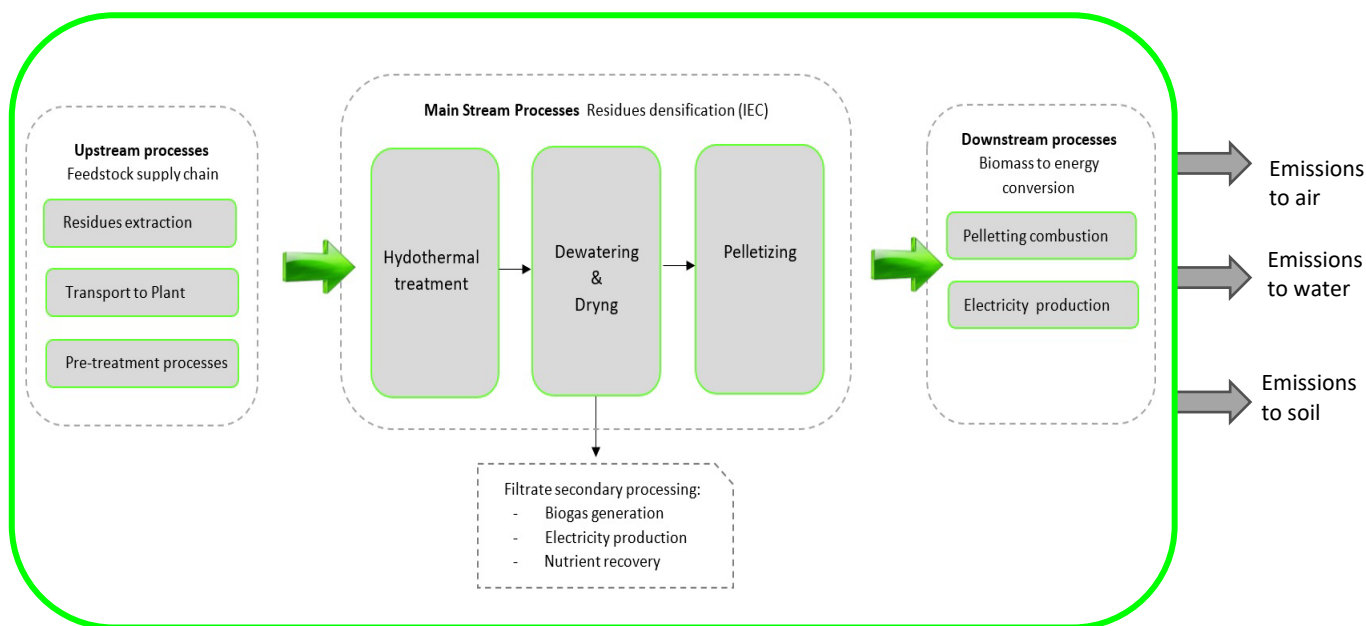 Upstream processes
Feedstock supply chain
Residues extraction
Transport to Plant
Pre-treatment processes
Main Stream Processes Residues densification (IEC)
Hydothermal
treatment
Dewatering
&
Dryng
Pelletizing
Filtrate secondary processing:
- Biogas generation
- Electricity production
- Nutrient recovery
Downstream processes
Biomass to energy
conversion
Pelletting combustion
Electricity production
Emissions
to air
Emissions
to water
Emissions
to soil